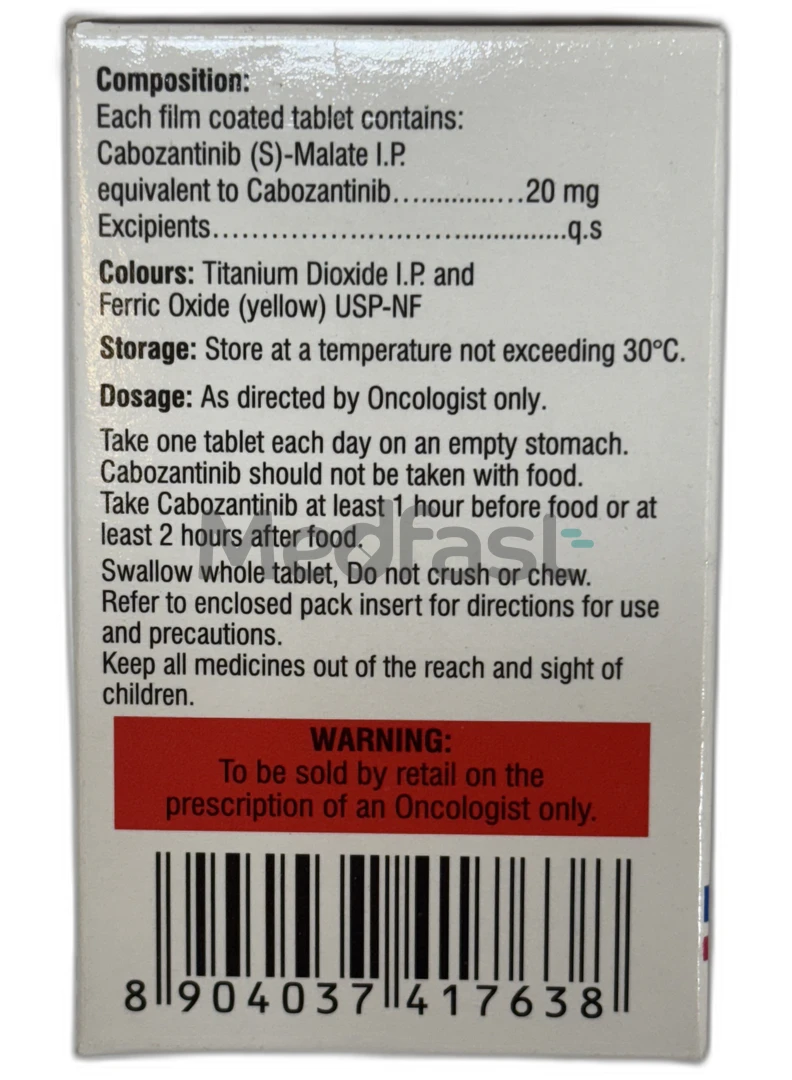 Composition:
Each film coated tablet contains:
Cabozantinib (S)-Malate I.P.
equivalent to Cabozantinib................20 mg
Excipients..........................................q.s
Colours: Titanium Dioxide I.P. and
Ferric Oxide (yellow) USP-NF
Storage: Store at a temperature not exceeding 30°C.
Dosage: As directed by Oncologist only.
Take one tablet each day on an empty stomach.
Cabozantinib should not be taken with food.
Take Cabozantinib at least 1 hour before food or at
least 2 hours after food.
Medfast
Swallow whole tablet, Do not crush or chew.
Refer to enclosed pack insert for directions for use
and precautions.
Keep all medicines out of the reach and sight of
children.
WARNING:
To be sold by retail on the
prescription of an Oncologist only.
8 904037 417638